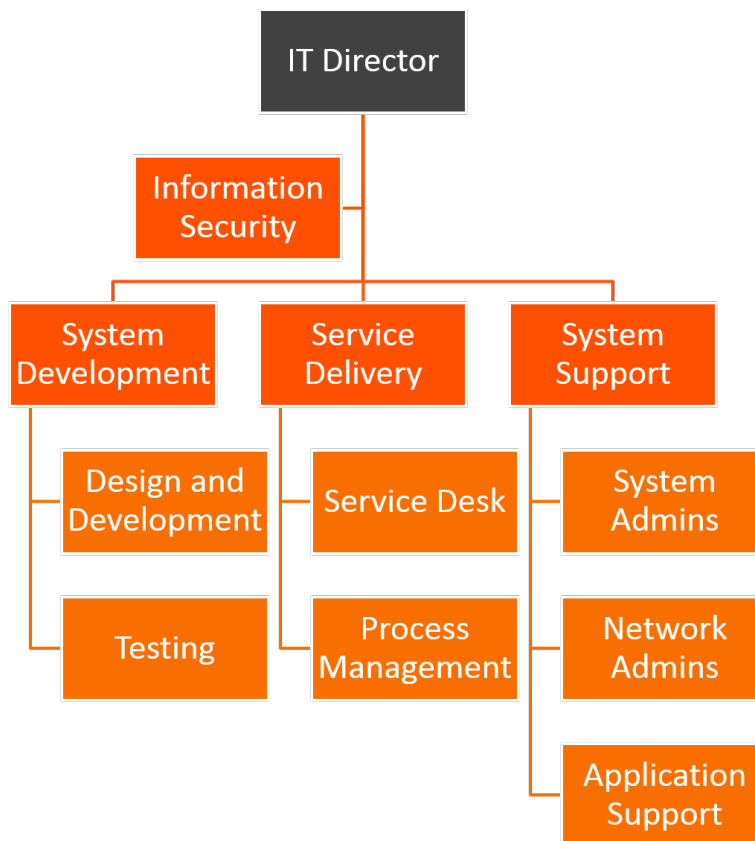 IT Director
Information
Security
System
Development
Service
Delivery
System
Support
Design and
Development
Service Desk
System
Admins
Testing
Process
Management
Network
Admins
Application
Support